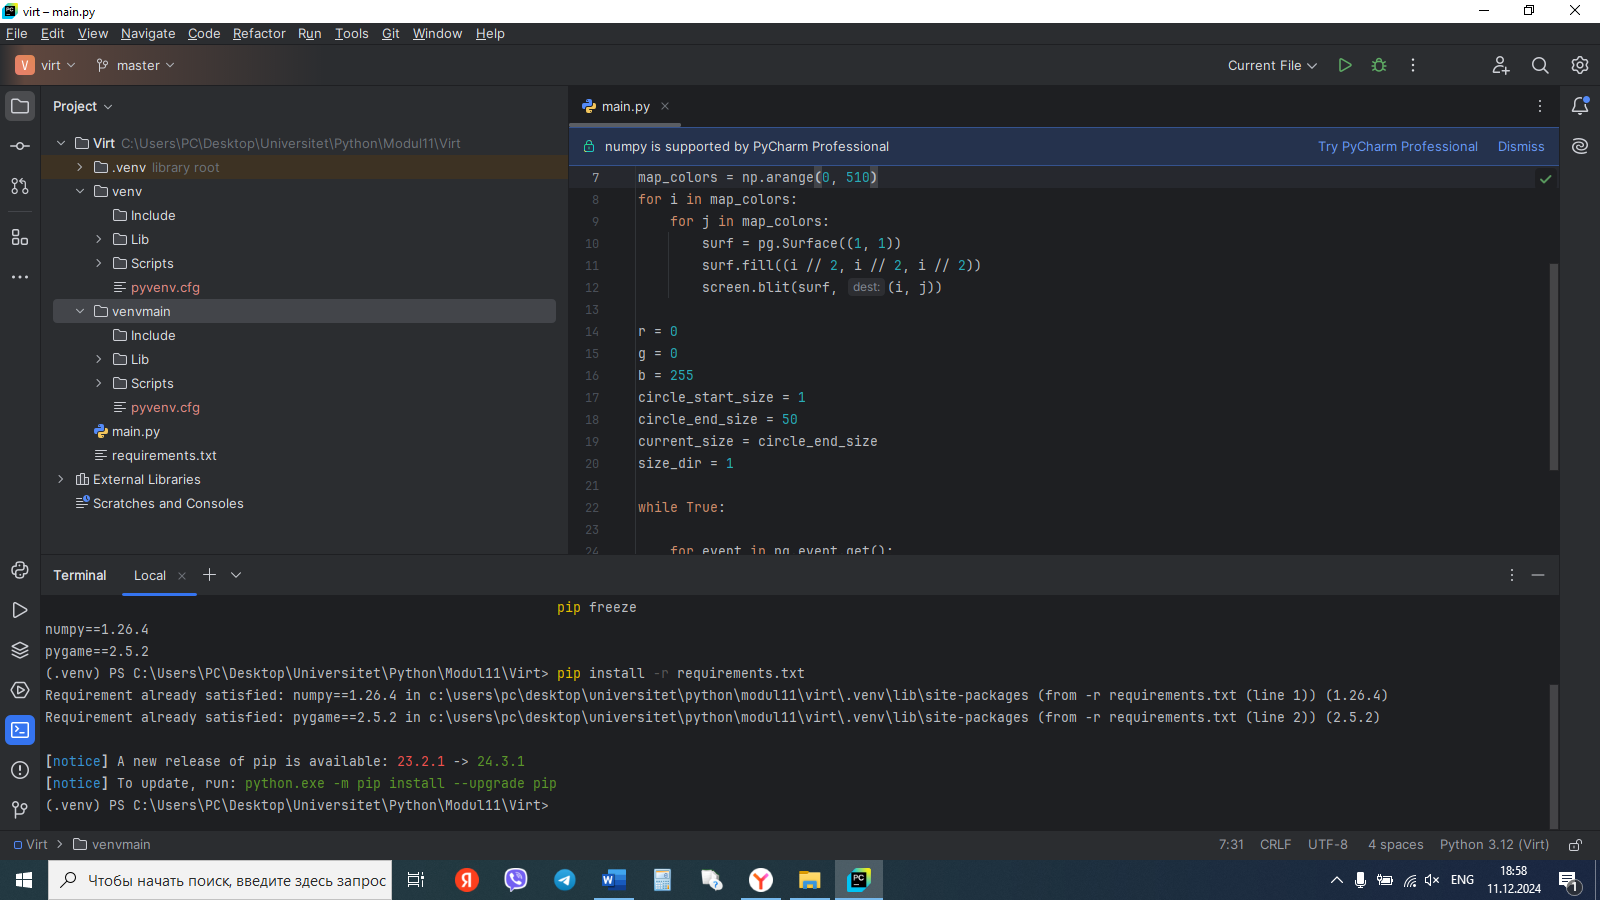 virt – main.py
File Edit View Navigate Code Refactor Run Tools Git Window Help
V virt master Current File
Project
main.py
Virt C:\Users\PC\Desktop\Universitet\Python\Modul11\Virt
numpy is supported by PyCharm Professional Try PyCharm Professional Dismiss
.venv library root
venv
Include
Lib
Scripts
pyvenv.cfg
venvmain
Include
Lib
Scripts
pyvenv.cfg
main.py
requirements.txt
External Libraries
Scratches and Consoles
7 map_colors = np.arange(0, 510)
8 for i in map_colors:
9 for j in map_colors:
10 surf = pg.Surface((1, 1))
11 surf.fill((i // 2, i // 2, i // 2))
12 screen.blit(surf, dest: (i, j))
13
14 r = 0
15 g = 0
16 b = 255
17 circle_start_size = 1
18 circle_end_size = 50
19 current_size = circle_end_size
20 size_dir = 1
21
22 while True:
23
24 for event in pg.event.get():
Terminal Local
pip freeze
numpy==1.26.4
pygame==2.5.2
(.venv) PS C:\Users\PC\Desktop\Universitet\Python\Modul11\Virt> pip install -r requirements.txt
Requirement already satisfied: numpy==1.26.4 in c:\users\pc\desktop\universitet\python\modul11\virt\.venv\lib\site-packages (from -r requirements.txt (line 1)) (1.26.4)
Requirement already satisfied: pygame==2.5.2 in c:\users\pc\desktop\universitet\python\modul11\virt\.venv\lib\site-packages (from -r requirements.txt (line 2)) (2.5.2)
[notice] A new release of pip is available: 23.2.1 -> 24.3.1
[notice] To update, run: python.exe -m pip install --upgrade pip
(.venv) PS C:\Users\PC\Desktop\Universitet\Python\Modul11\Virt>
Virt venvmain 7:31 CRLF UTF-8 4 spaces Python 3.12 (Virt)
Чтобы начать поиск, введите здесь запрос
Я
W
PC
ENG
18:58
11.12.2024
1